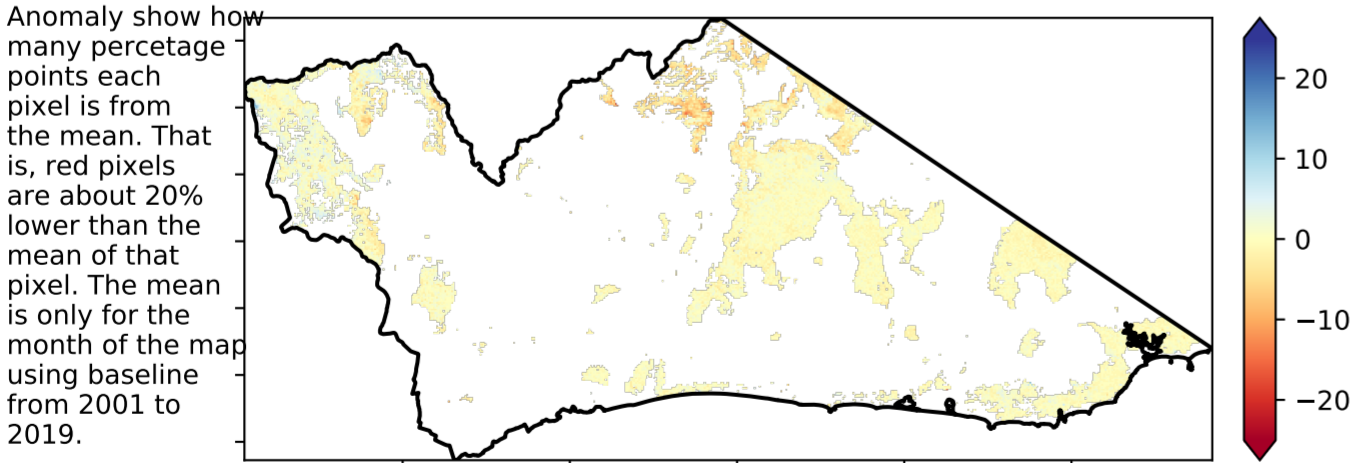 Anomaly show how
many percetage
points each
pixel is from
the mean. That
is, red pixels
are about 20%
lower than the
mean of that
pixel. The mean
is only for the
month of the map
using baseline
from 2001 to
2019.
20
10
0
−10
−20